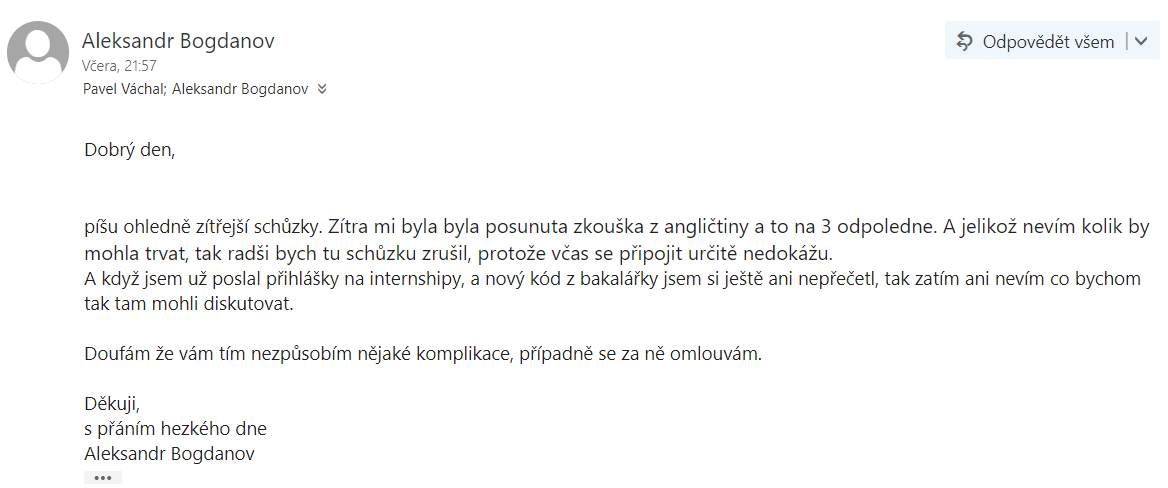 Aleksandr Bogdanov
Odpovědět všem
Včera, 21:57
Pavel Váchal; Aleksandr Bogdanov
Dobrý den,
píšu ohledně zítřejší schůzky. Zítra mi byla byla posunuta zkouška z angličtiny a to na 3 odpoledne. A jelikož nevím kolik by
mohla trvat, tak radši bych tu schůzku zrušil, protože včas se připojit určitě nedokážu.
A když jsem už poslal přihlášky na internshipy, a nový kód z bakalářky jsem si ještě ani nepřečetl, tak zatím ani nevím co bychom
tak tam mohli diskutovat.
Doufám že vám tím nezpůsobím nějaké komplikace, případně se za ně omlouvám.
Děkuji,
s přáním hezkého dne
Aleksandr Bogdanov
•••